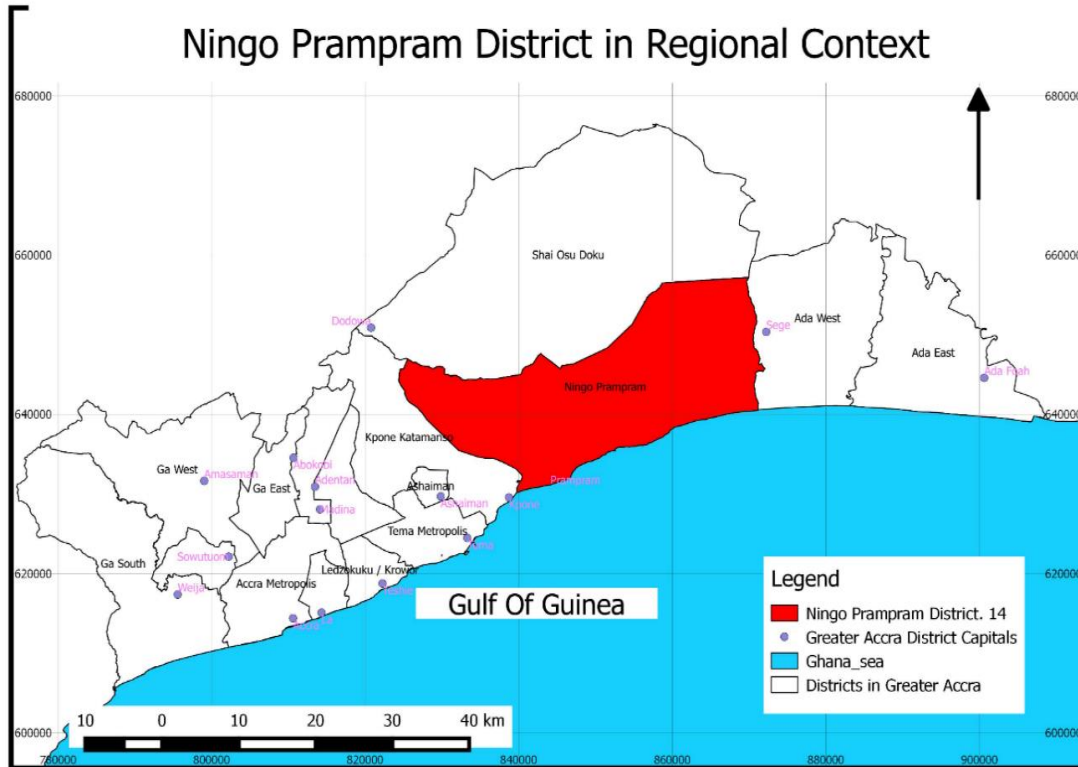 Ningo Prampram District in Regional Context
680000
680000
Shai Osu Doku
660000
660000
Ada West
Dodowa
Sege
Ada East
Ada Foah
Ningo Prampram
640000
640000
Kpone Katamanso
Ga West
Abokobi
Amasaman
Adentan
Ga East
Ashaiman
Prampram
Madina
Ashaiman
Kpone
Tema Metropolis
Tema
Sowutuom
Ga South
Ledzokuku / Krowor
Weija
Accra Metropolis
620000
620000
Gulf Of Guinea
La
Legend
Ningo Prampram District. 14
Greater Accra District Capitals
Ghana_sea
Districts in Greater Accra
10 0 10 20 30 40 km
600000
600000
780000 800000 820000 840000 860000 880000 900000